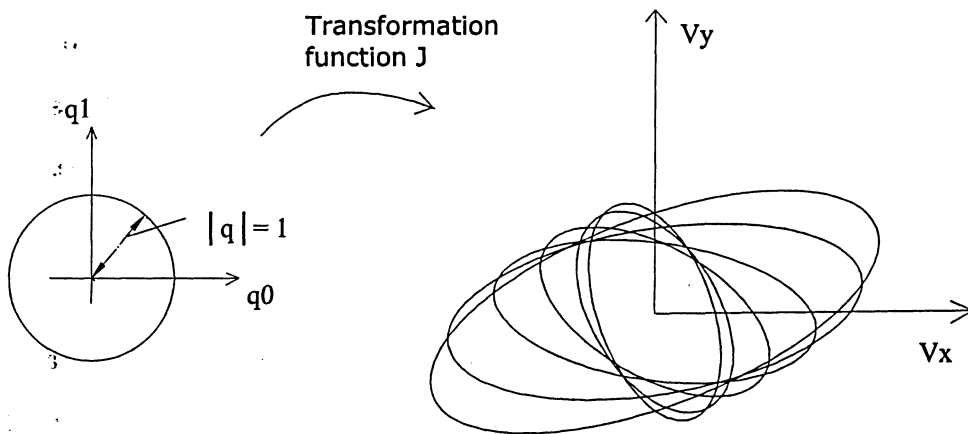 Transformation
function J
q1
|q| = 1
q0
Vy
Vx